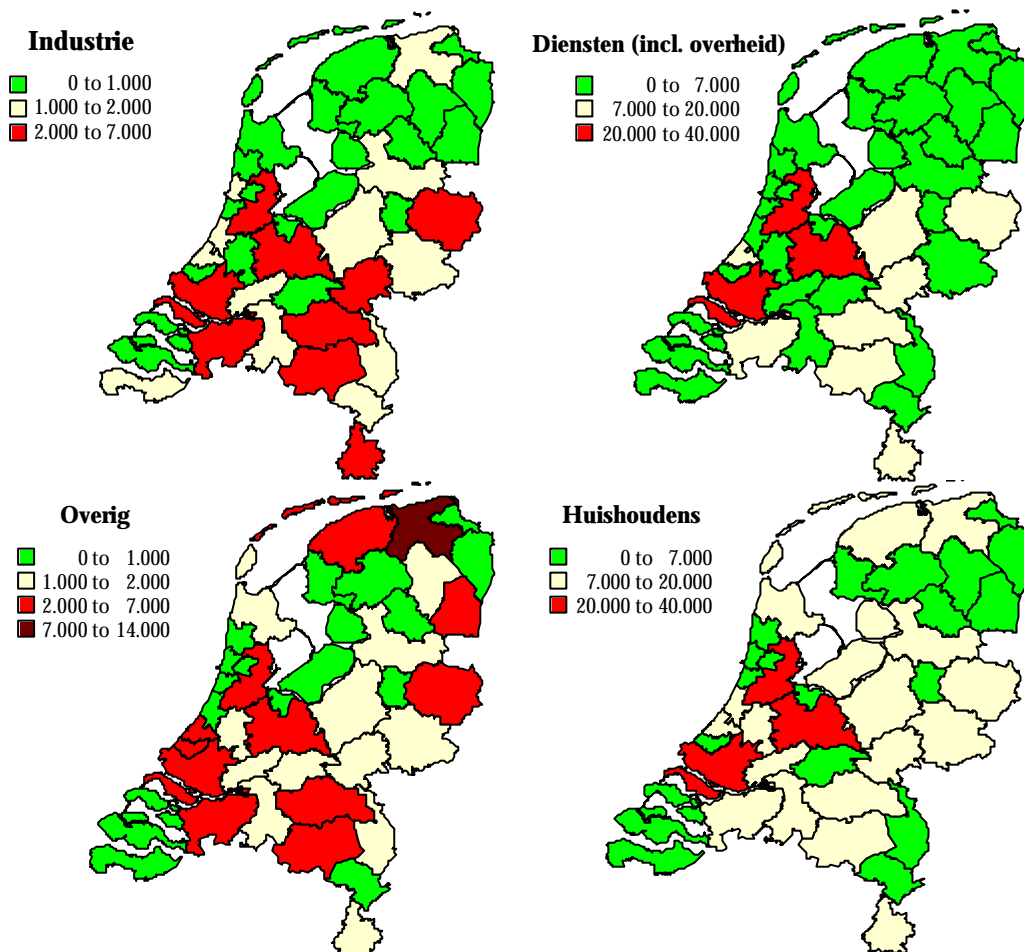 Industrie
0 to 1.000
1.000 to 2.000
2.000 to 7.000
Diensten (incl. overheid)
0 to 7.000
7.000 to 20.000
20.000 to 40.000
Overig
0 to 1.000
1.000 to 2.000
2.000 to 7.000
7.000 to 14.000
Huishoudens
0 to 7.000
7.000 to 20.000
20.000 to 40.000